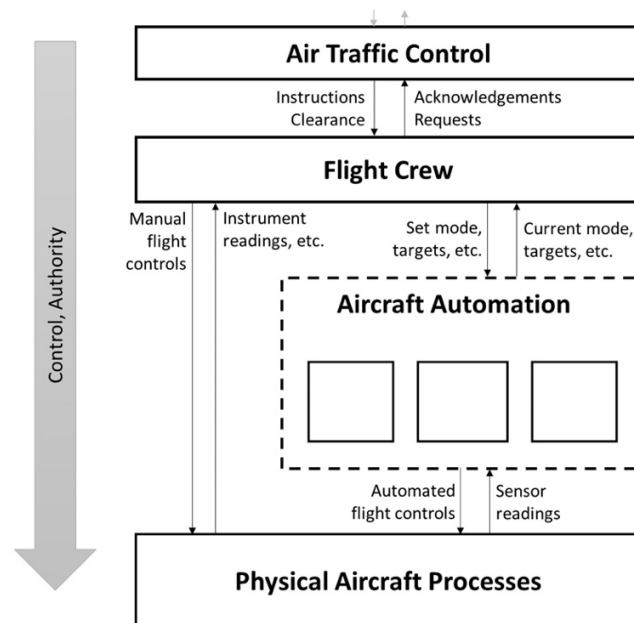 Air Traffic Control
Instructions
Clearance
Acknowledgements
Requests
Flight Crew
Manual
flight
controls
Instrument
readings, etc.
Set mode,
targets, etc.
Current mode,
targets, etc.
Control, Authority
Aircraft Automation
Automated
flight controls
Sensor
readings
Physical Aircraft Processes